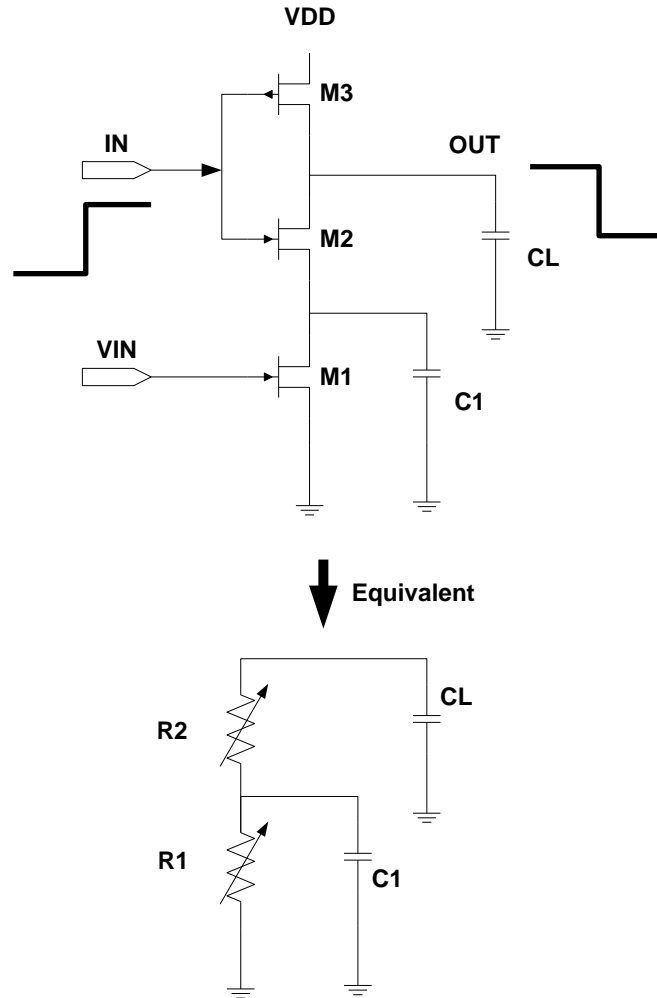 VDD
M3
IN
OUT
M2
CL
VIN
M1
C1
Equivalent
CL
R2
R1
C1